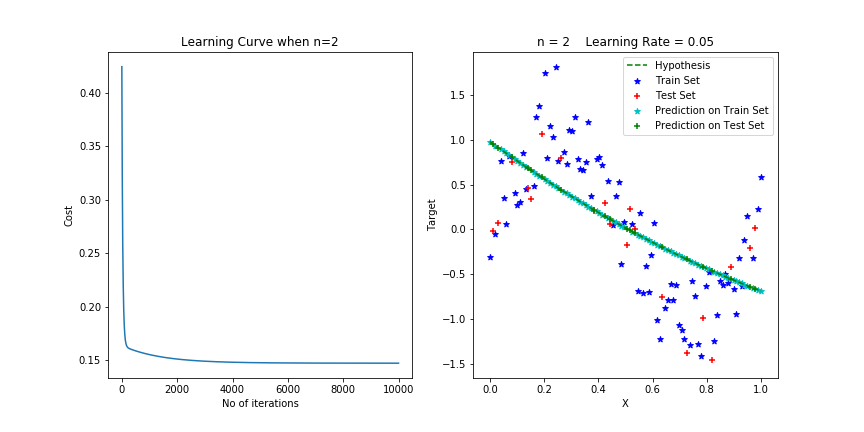 Learning Curve when n=2
0.40
0.35
0.30
0.25
0.20
0.15
Cost
0 2000 4000 6000 8000 10000
No of iterations
n = 2 Learning Rate = 0.05
Hypothesis
Train Set
Test Set
Prediction on Train Set
Prediction on Test Set
1.5
1.0
0.5
0.0
−0.5
−1.0
−1.5
Target
0.0 0.2 0.4 0.6 0.8 1.0
X